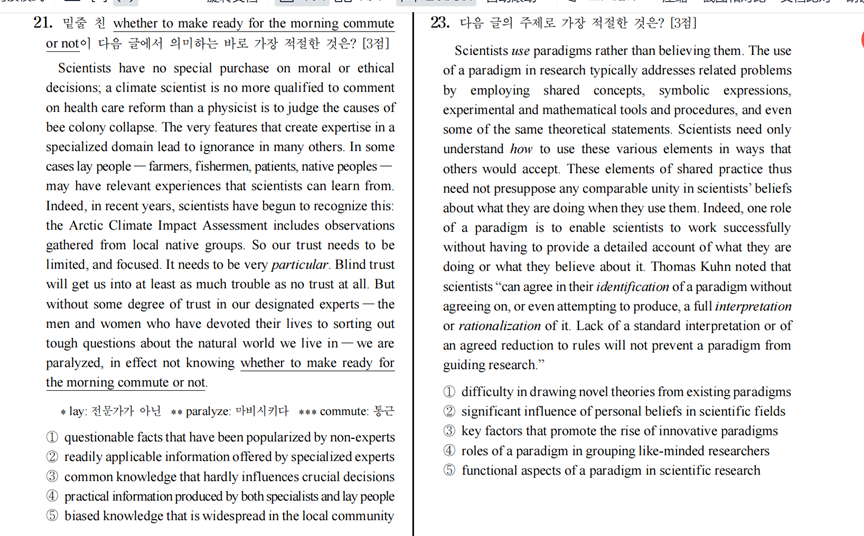 21. 밑줄 친 whether to make ready for the morning commute
or not이 다음 글에서 의미하는 바로 가장 적절한 것은? [3점]
Scientists have no special purchase on moral or ethical
decisions; a climate scientist is no more qualified to comment
on health care reform than a physicist is to judge the causes of
bee colony collapse. The very features that create expertise in a
specialized domain lead to ignorance in many others. In some
cases lay people — farmers, fishermen, patients, native peoples —
may have relevant experiences that scientists can learn from.
Indeed, in recent years, scientists have begun to recognize this:
the Arctic Climate Impact Assessment includes observations
gathered from local native groups. So our trust needs to be
limited, and focused. It needs to be very particular. Blind trust
will get us into at least as much trouble as no trust at all. But
without some degree of trust in our designated experts — the
men and women who have devoted their lives to sorting out
tough questions about the natural world we live in — we are
paralyzed, in effect not knowing whether to make ready for
the morning commute or not.
* lay: 전문가가 아닌 ** paralyze: 마비시키다 *** commute: 통근
① questionable facts that have been popularized by non-experts
② readily applicable information offered by specialized experts
③ common knowledge that hardly influences crucial decisions
④ practical information produced by both specialists and lay people
⑤ biased knowledge that is widespread in the local community
23. 다음 글의 주제로 가장 적절한 것은? [3점]
Scientists use paradigms rather than believing them. The use
of a paradigm in research typically addresses related problems
by employing shared concepts, symbolic expressions,
experimental and mathematical tools and procedures, and even
some of the same theoretical statements. Scientists need only
understand how to use these various elements in ways that
others would accept. These elements of shared practice thus
need not presuppose any comparable unity in scientists' beliefs
about what they are doing when they use them. Indeed, one role
of a paradigm is to enable scientists to work successfully
without having to provide a detailed account of what they are
doing or what they believe about it. Thomas Kuhn noted that
scientists "can agree in their identification of a paradigm without
agreeing on, or even attempting to produce, a full interpretation
or rationalization of it. Lack of a standard interpretation or of
an agreed reduction to rules will not prevent a paradigm from
guiding research."
① difficulty in drawing novel theories from existing paradigms
② significant influence of personal beliefs in scientific fields
③ key factors that promote the rise of innovative paradigms
④ roles of a paradigm in grouping like-minded researchers
⑤ functional aspects of a paradigm in scientific research